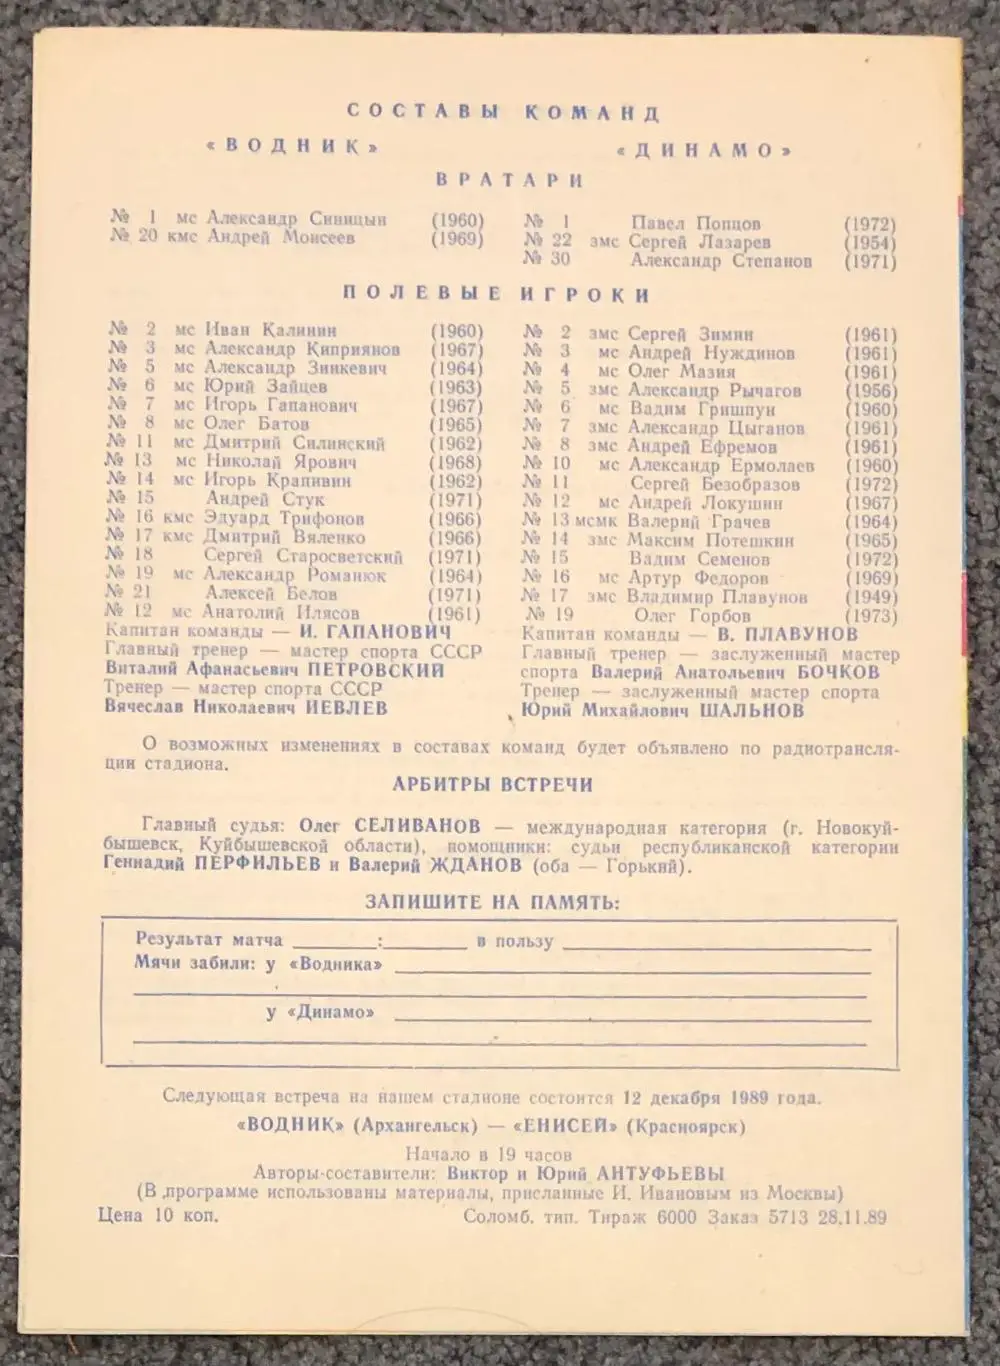 СОСТАВЫ КОМАНД
«ВОДНИК»
«ДИНАМО»
ВРАТАРИ
№ 1 мс Александр Синицын (1960)
№ 20 кмс Андрей Моисеев (1969)
№ 1 Павел Попцов (1972)
№ 22 змс Сергей Лазарев (1954)
№ 30 Александр Степанов (1971)
ПОЛЕВЫЕ ИГРОКИ
№ 2 мс Иван Калинин (1960)
№ 3 мс Александр Киприянов (1967)
№ 5 мс Александр Зинкевич (1964)
№ 6 мс Юрий Зайцев (1963)
№ 7 мс Игорь Гапанович (1967)
№ 8 мс Олег Батов (1965)
№ 11 мс Дмитрий Силинский (1962)
№ 13 мс Николай Ярович (1968)
№ 14 мс Игорь Крапивин (1962)
№ 15 Андрей Стук (1971)
№ 16 кмс Эдуард Трифонов (1966)
№ 17 кмс Дмитрий Вяленко (1966)
№ 18 Сергей Старосветский (1971)
№ 19 мс Александр Романюк (1964)
№ 21 Алексей Белов (1971)
№ 12 мс Анатолий Илясов (1961)
Капитан команды — И. ГАПАНОВИЧ
Главный тренер — мастер спорта СССР
Виталий Афанасьевич ПЕТРОВСКИЙ
Тренер — мастер спорта СССР
Вячеслав Николаевич ИЕВЛЕВ
№ 2 змс Сергей Зимин (1961)
№ 3 мс Андрей Нуждинов (1961)
№ 4 мс Олег Мазия (1961)
№ 5 змс Александр Рычагов (1956)
№ 6 мс Вадим Гришпун (1960)
№ 7 змс Александр Цыганов (1961)
№ 8 змс Андрей Ефремов (1961)
№ 10 мс Александр Ермолаев (1960)
№ 11 Сергей Безобразов (1972)
№ 12 мс Андрей Локушин (1967)
№ 13 мсмк Валерий Грачев (1964)
№ 14 змс Максим Потешкин (1965)
№ 15 Вадим Семенов (1972)
№ 16 мс Артур Федоров (1969)
№ 17 змс Владимир Плавунов (1949)
№ 19 Олег Горбов (1973)
Капитан команды — В. ПЛАВУНОВ
Главный тренер — заслуженный мастер
спорта Валерий Анатольевич БОЧКОВ
Тренер — заслуженный мастер спорта
Юрий Михайлович ШАЛЬНОВ
О возможных изменениях в составах команд будет объявлено по радиотрансля-
ции стадиона.
АРБИТРЫ ВСТРЕЧИ
Главный судья: Олег СЕЛИВАНОВ — международная категория (г. Новокуй-
бышевск, Куйбышевской области), помощники: судьи республиканской категории
Геннадий ПЕРФИЛЬЕВ и Валерий ЖДАНОВ (оба — Горький).
ЗАПИШИТЕ НА ПАМЯТЬ:
Результат матча ______:______ в пользу ______
Мячи забили: у «Водника» ______
у «Динамо» ______
Следующая встреча на нашем стадионе состоится 12 декабря 1989 года.
«ВОДНИК» (Архангельск) — «ЕНИСЕЙ» (Красноярск)
Начало в 19 часов
Авторы-составители: Виктор и Юрий АНТУФЬЕВЫ
(В программе использованы материалы, присланные И. Ивановым из Москвы)
Цена 10 коп.
Соломб. тип. Тираж 6000 Заказ 5713 28.11.89